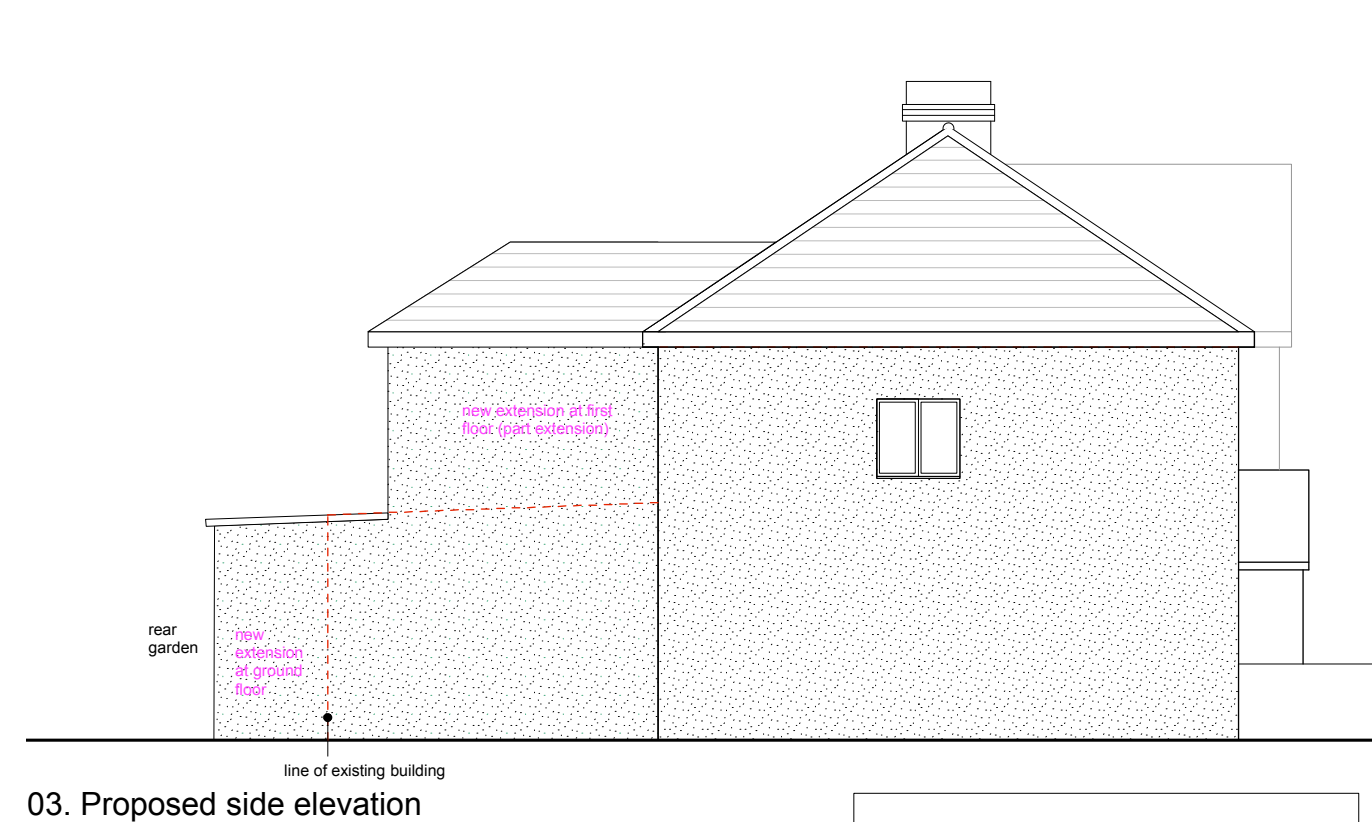 new extension at first
floor (part extension)
rear
garden
new
extension
at ground
floor
line of existing building
03. Proposed side elevation